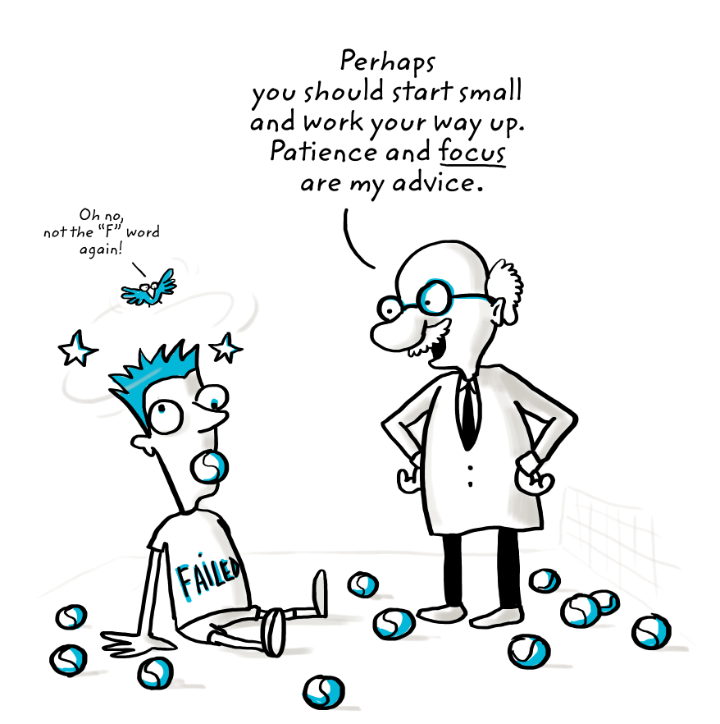 Perhaps
you should start small
and work your way up.
Patience and focus
are my advice.
Oh no,
not the "F" word
again!
FAiLED